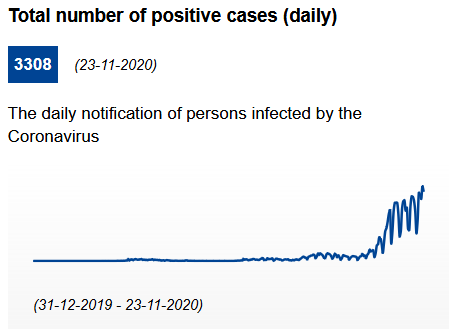 Total number of positive cases (daily)
3308 (23-11-2020)
The daily notification of persons infected by the
Coronavirus
(31-12-2019 - 23-11-2020)